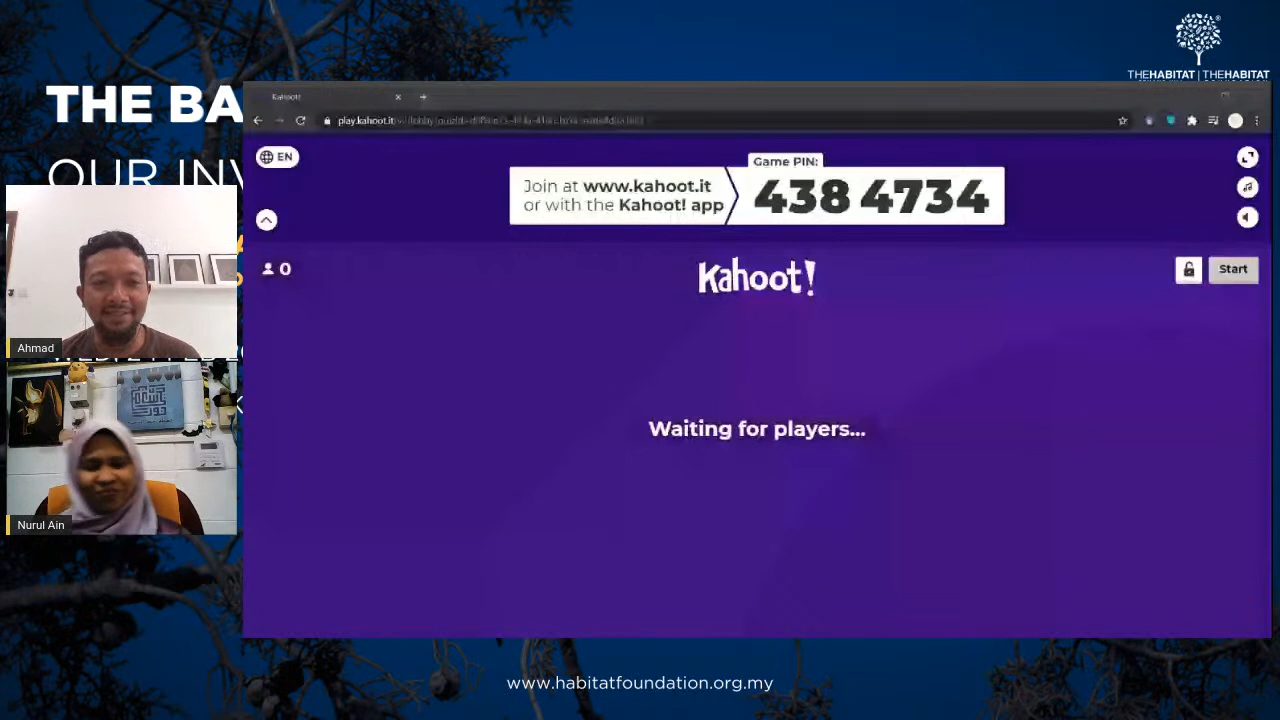 THEHABITAT | THEHABITAT
THE BA
OUR INV
Kahoot!
play.kahoot.it
EN
Game PIN:
Join at www.kahoot.it
or with the Kahoot! app
438 4734
0
Kahoot!
Start
Waiting for players...
Ahmad
Nurul Ain
www.habitatfoundation.org.my